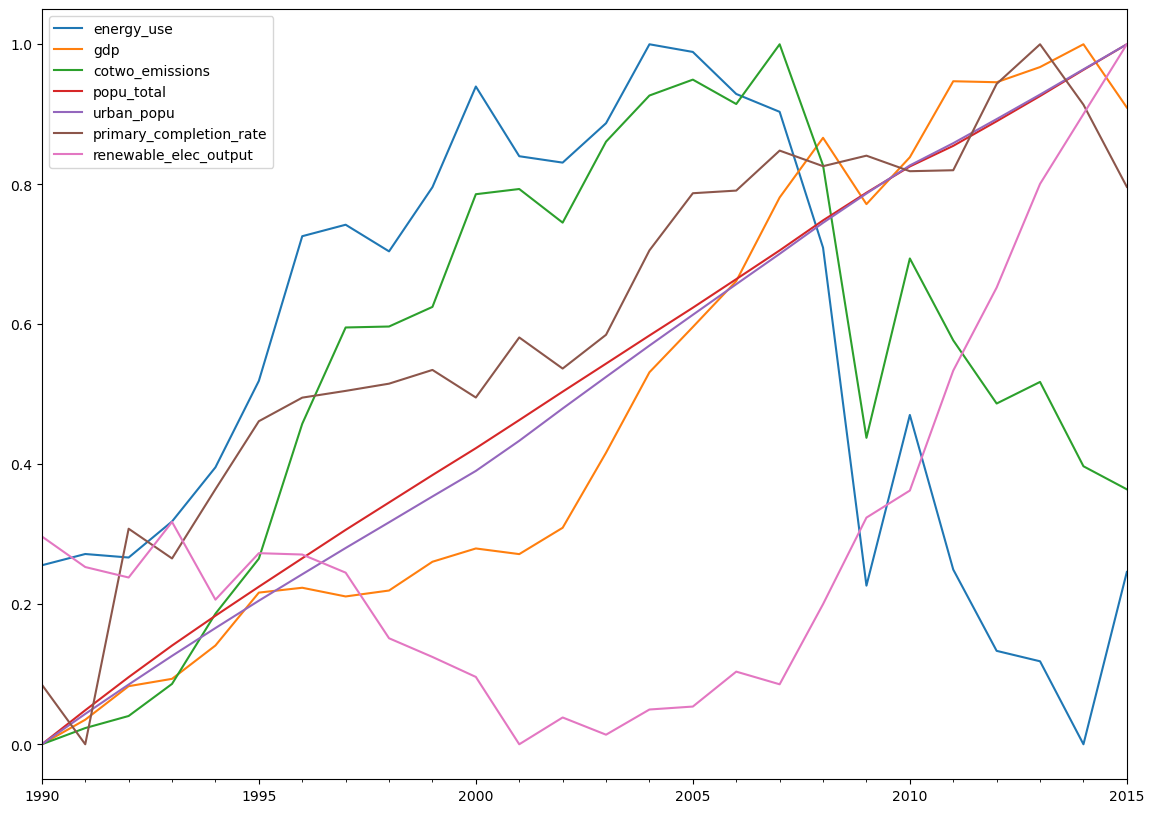 energy_use
gdp
cotwo_emissions
popu_total
urban_popu
primary_completion_rate
renewable_elec_output
1.0
0.8
0.6
0.4
0.2
0.0
1990 1995 2000 2005 2010 2015